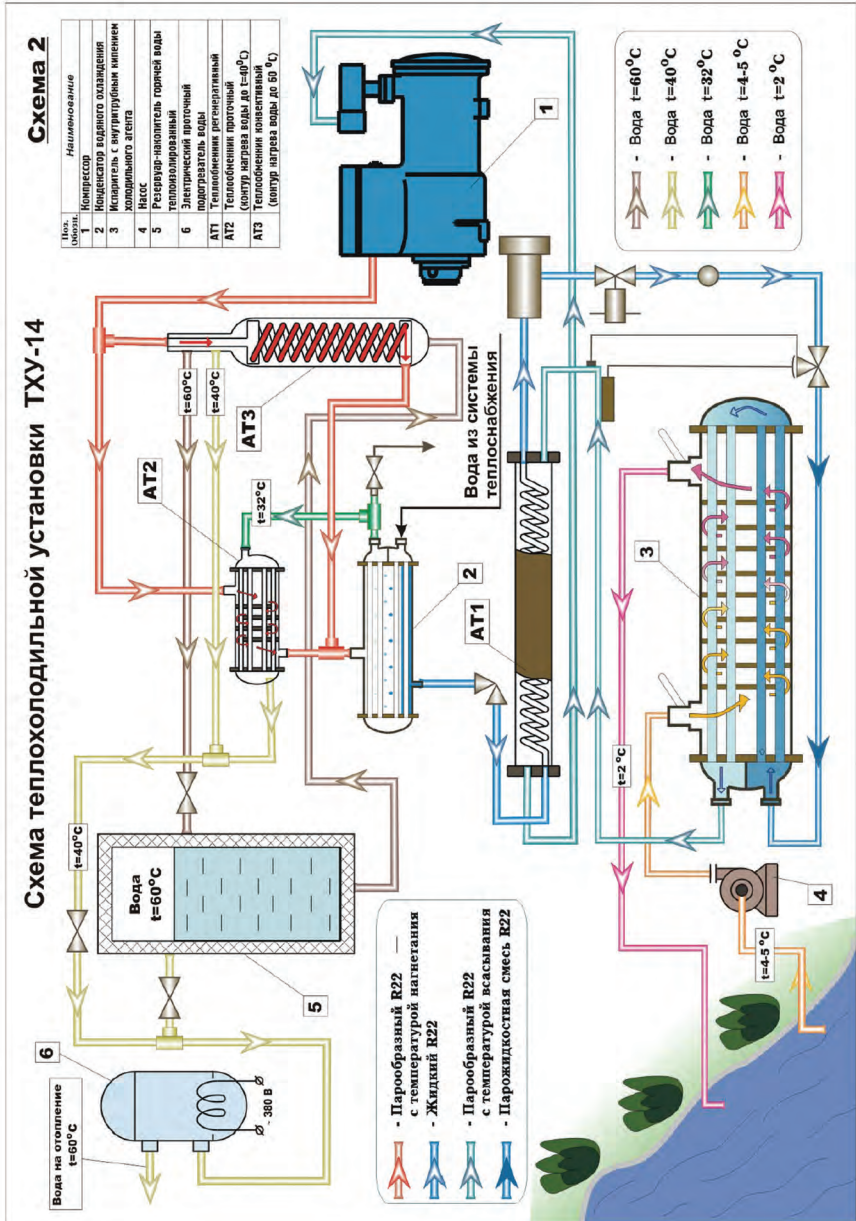 Схема теплохолодильной установки ТХУ-14
Схема 2
Поз. обозн.
Наименование
1 Компрессор
2 Конденсатор водяного охлаждения
3 Испаритель с внутритрубным кипением
холодильного агента
4 Насос
5 Резервуар-накопитель горячей воды
теплоизолированный
6 Электрический проточный
подогреватель воды
АТ1 Теплообменник регенеративный
АТ2 Теплообменник проточный
(контур нагрева воды до t=40°C)
АТ3 Теплообменник конвективный
(контур нагрева воды до 60 °C)
Вода на отопление
t=60°C
6
~ 380 В
5
Вода
t=60°C
t=40°C
АТ2
t=60°C
t=40°C
АТ3
t=32°C
1
Вода из системы
теплоснабжения
2
АТ1
3
t=2 °C
4
t=4-5 °C
- Парообразный R22 —
с температурой нагнетания
- Жидкий R22
- Парообразный R22
с температурой всасывания
- Парожидкостная смесь R22
- Вода t=60°C
- Вода t=40°C
- Вода t=32°C
- Вода t=4-5 °C
- Вода t=2 °C